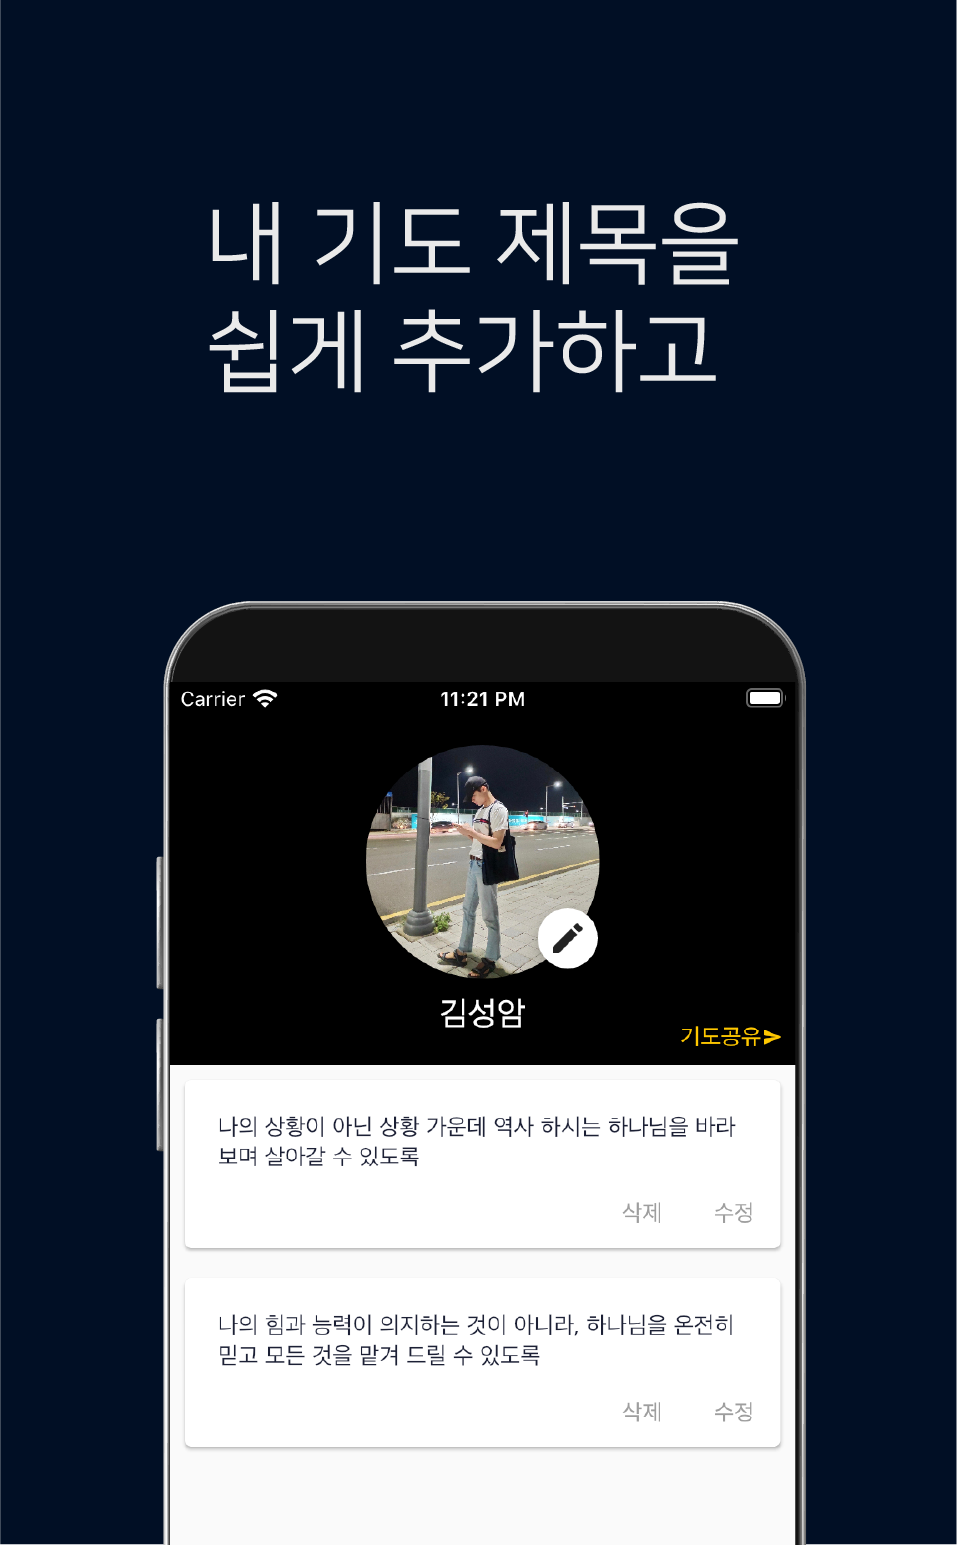 내 기도 제목을
쉽게 추가하고
Carrier
11:21 PM
김성암
기도공유
나의 상황이 아닌 상황 가운데 역사 하시는 하나님을 바라
보며 살아갈 수 있도록
삭제 수정
나의 힘과 능력이 의지하는 것이 아니라, 하나님을 온전히
믿고 모든 것을 맡겨 드릴 수 있도록
삭제 수정